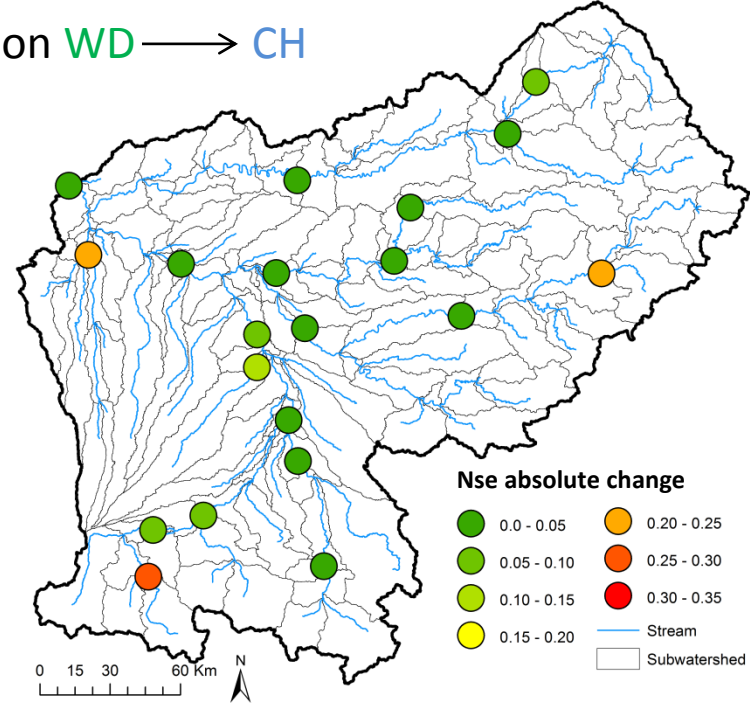 on WD → CH
Nse absolute change
0.0 - 0.05
0.05 - 0.10
0.10 - 0.15
0.15 - 0.20
0.20 - 0.25
0.25 - 0.30
0.30 - 0.35
Stream
Subwatershed
0 15 30 60 Km
N